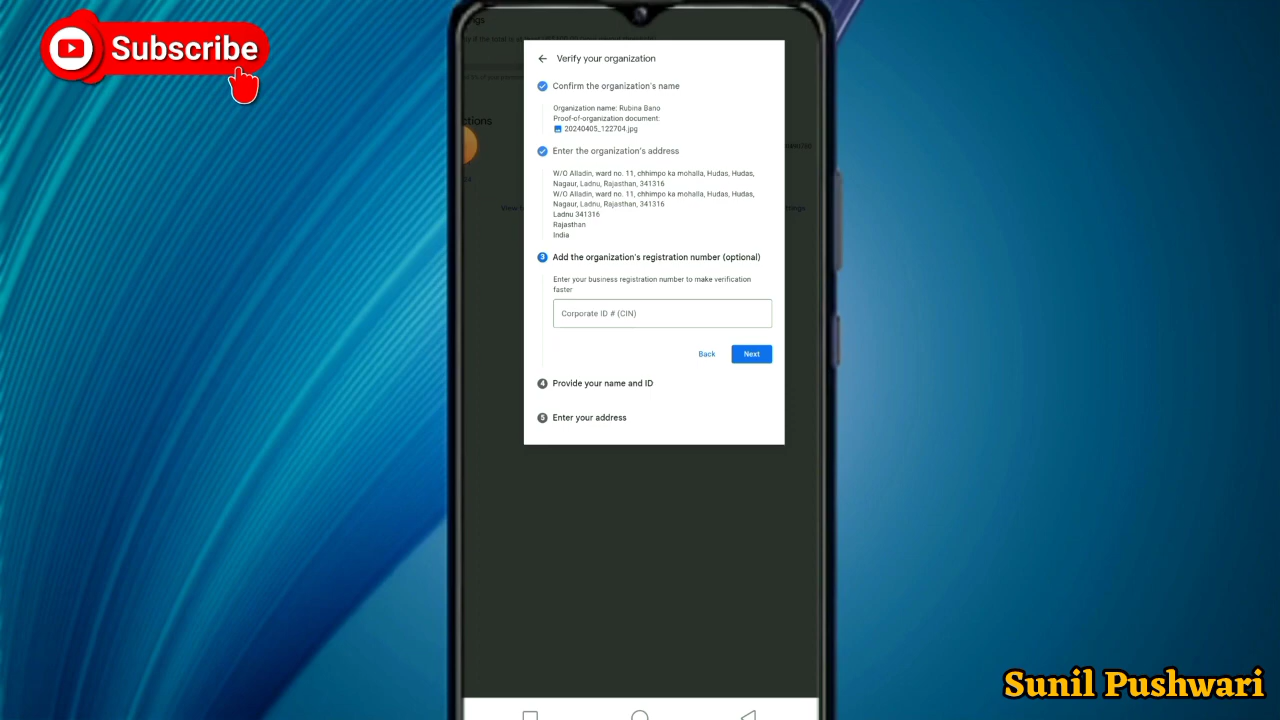 Subscribe
Verify your organization
Confirm the organization's name
Organization name: Rubina Bano
Proof-of-organization document:
20240405_122704.jpg
Enter the organization's address
W/O Alladin, ward no. 11, chhimpo ka mohalla, Hudas, Hudas,
Nagaur, Ladnu, Rajasthan, 341316
W/O Alladin, ward no. 11, chhimpo ka mohalla, Hudas, Hudas,
Nagaur, Ladnu, Rajasthan, 341316
Ladnu 341316
Rajasthan
India
3 Add the organization's registration number (optional)
Enter your business registration number to make verification
faster
Corporate ID # (CIN)
Back Next
4 Provide your name and ID
5 Enter your address
Sunil Pushwari